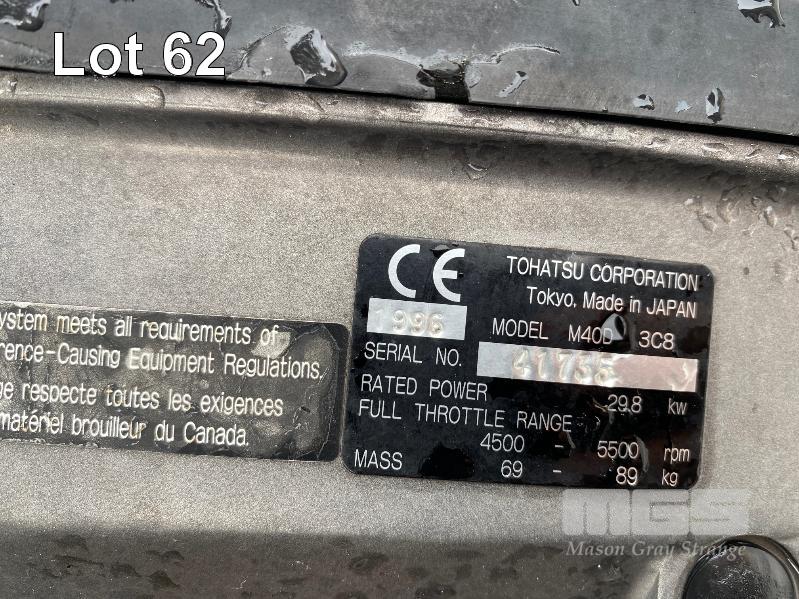 Lot 62
CE
TOHATSU CORPORATION
Tokyo. Made in JAPAN
1996
MODEL M40D 3C8
SERIAL NO. 41755 J
RATED POWER 29.8 kw
FULL THROTTLE RANGE
4500 - 5500 rpm
MASS 69 - 89 kg
ystem meets all requirements of
rence-Causing Equipment Regulations.
ge respecte toutes les exigences
matériel brouilleur du Canada.
MGS
Mason Gray Strange